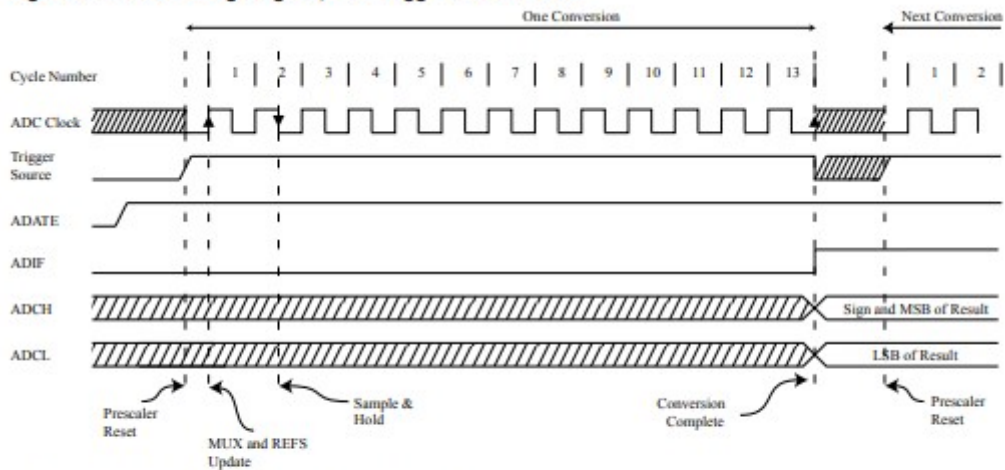 One Conversion
Next Conversion
Cycle Number
1 2 3 4 5 6 7 8 9 10 11 12 13 1 2
ADC Clock
Trigger
Source
ADATE
ADIF
ADCH
Sign and MSB of Result
ADCL
LSB of Result
Prescaler
Reset
MUX and REFS
Update
Sample &
Hold
Conversion
Complete
Prescaler
Reset